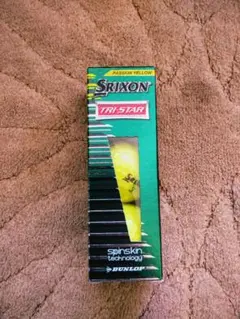 PASSION YELLOW
SRIXON
TRI-STAR
spinskin
technology
DUNLOP